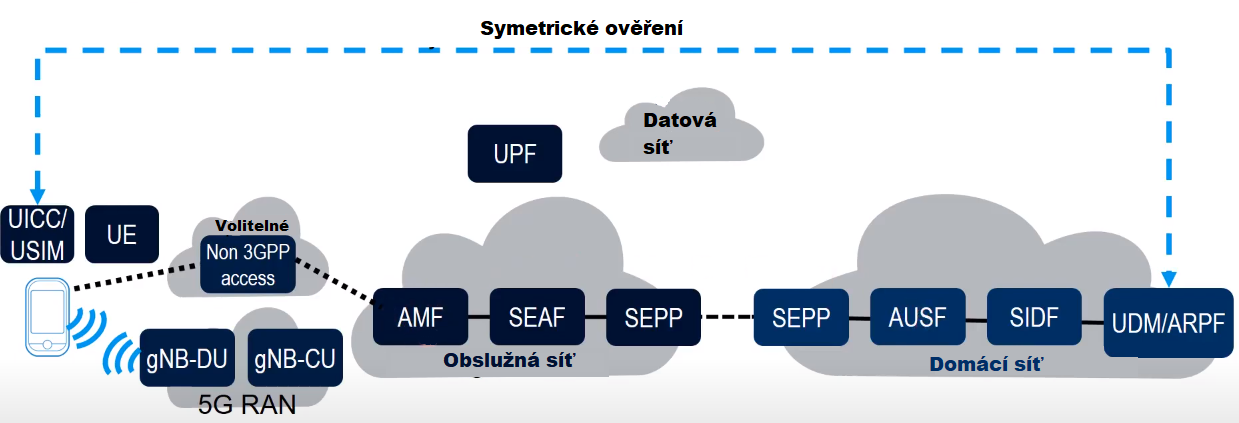 Symetrické ověření
Datová
síť
UPF
UICC/
USIM
UE
Volitelné
Non 3GPP
access
AMF
SEAF
SEPP
SEPP
AUSF
SIDF
UDM/ARPF
gNB-DU
gNB-CU
Obslužná síť
Domácí síť
5G RAN